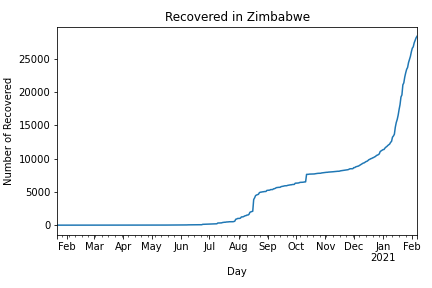 Recovered in Zimbabwe
Number of Recovered
25000
20000
15000
10000
5000
0
Feb Mar Apr May Jun Jul Aug Sep Oct Nov Dec Jan Feb
2021
Day